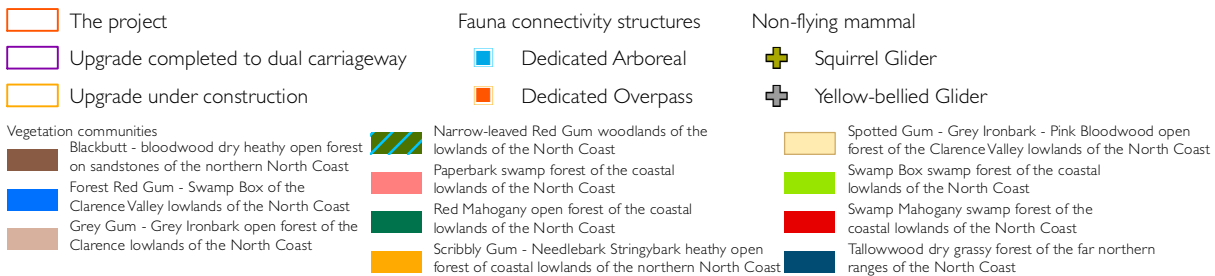 The project
Upgrade completed to dual carriageway
Upgrade under construction
Fauna connectivity structures
Dedicated Arboreal
Dedicated Overpass
Non-flying mammal
Squirrel Glider
Yellow-bellied Glider
Vegetation communities
Blackbutt - bloodwood dry heathy open forest
on sandstones of the northern North Coast
Forest Red Gum - Swamp Box of the
Clarence Valley lowlands of the North Coast
Grey Gum - Grey Ironbark open forest of the
Clarence lowlands of the North Coast
Narrow-leaved Red Gum woodlands of the
lowlands of the North Coast
Paperbark swamp forest of the coastal
lowlands of the North Coast
Red Mahogany open forest of the coastal
lowlands of the North Coast
Scribbly Gum - Needlebark Stringybark heathy open
forest of coastal lowlands of the northern North Coast
Spotted Gum - Grey Ironbark - Pink Bloodwood open
forest of the Clarence Valley lowlands of the North Coast
Swamp Box swamp forest of the coastal
lowlands of the North Coast
Swamp Mahogany swamp forest of the
coastal lowlands of the North Coast
Tallowwood dry grassy forest of the far northern
ranges of the North Coast